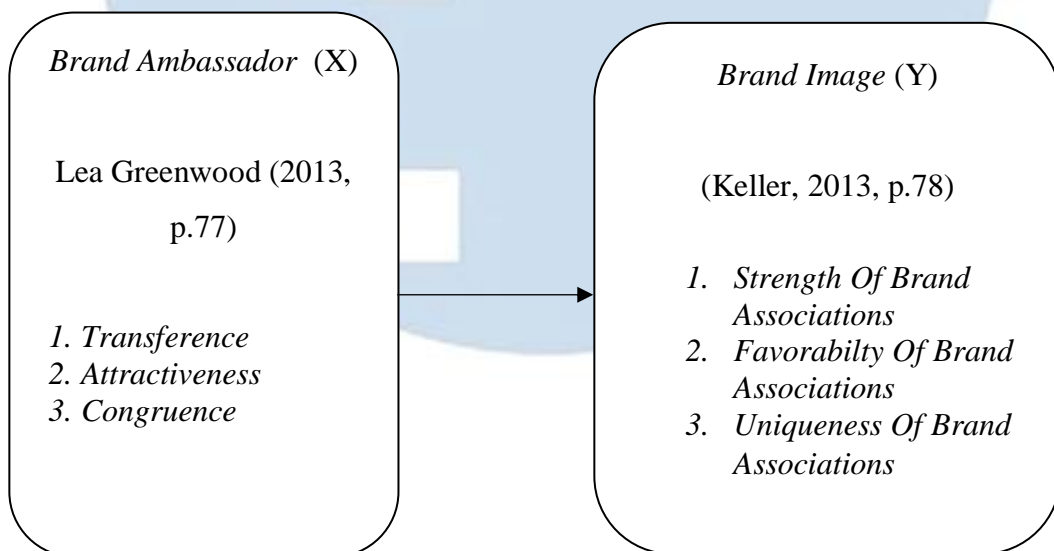 Brand Ambassador (X)
Lea Greenwood (2013,
p.77)
1. Transference
2. Attractiveness
3. Congruence
Brand Image (Y)
(Keller, 2013, p.78)
1. Strength Of Brand
Associations
2. Favorabilty Of Brand
Associations
3. Uniqueness Of Brand
Associations